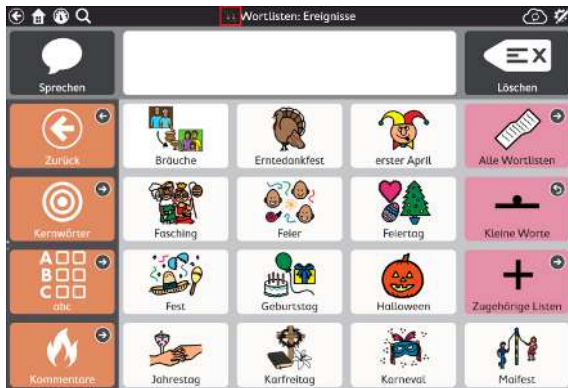 Wortlisten: Ereignisse
Sprechen
Löschen
Zurück
Bräuche
Erntedankfest
erster April
Alle Wortlisten
Kernwörter
Fasching
Feier
Feiertag
Kleine Worte
A
B
C
abc
Fest
Geburtstag
Halloween
Zugehörige Listen
Kommentare
Jahrestag
Karfreitag
Karneval
Maifest